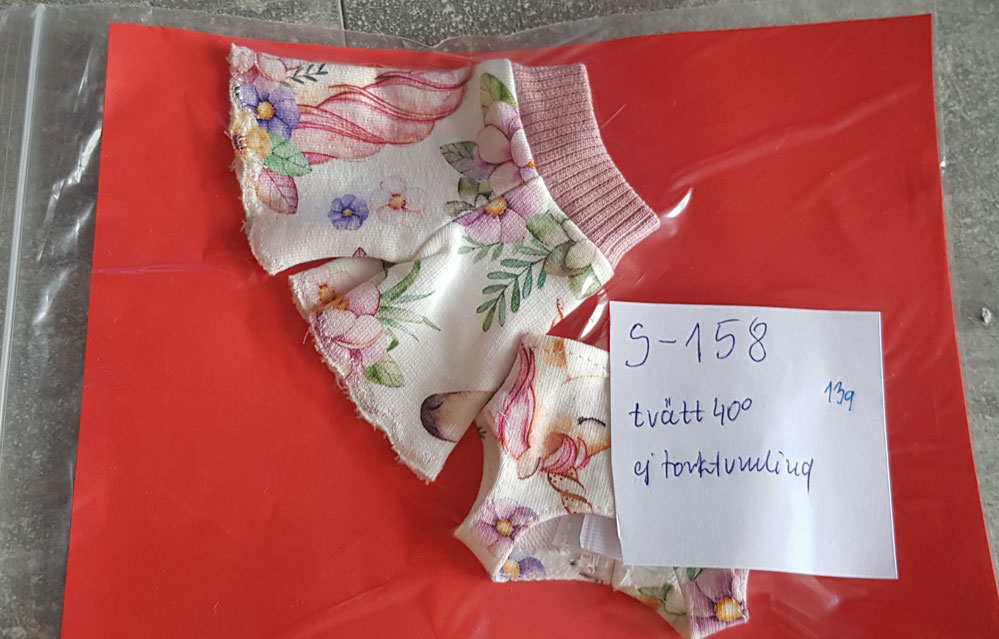 S-158
13g
tvätt 40°
ej torktumling